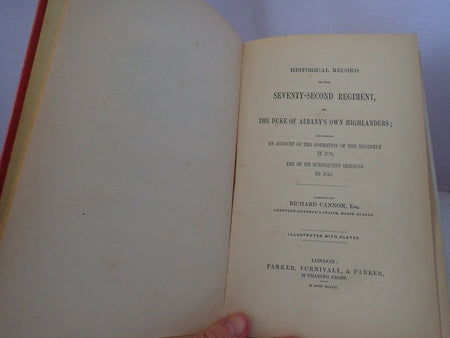 HISTORICAL RECORD
OF THE
SEVENTY-SECOND REGIMENT,
OR,
THE DUKE OF ALBANY'S OWN HIGHLANDERS;
CONTAINING
AN ACCOUNT OF THE FORMATION OF THE REGIMENT
IN 1778,
AND OF ITS SUBSEQUENT SERVICES
TO 1848.
COMPILED BY
RICHARD CANNON, Esq.
ADJUTANT-GENERAL'S OFFICE, HORSE GUARDS.
ILLUSTRATED WITH PLATES.
LONDON:
PARKER, FURNIVALL, & PARKER,
30 CHARING CROSS.
M DCCC XLVIII.